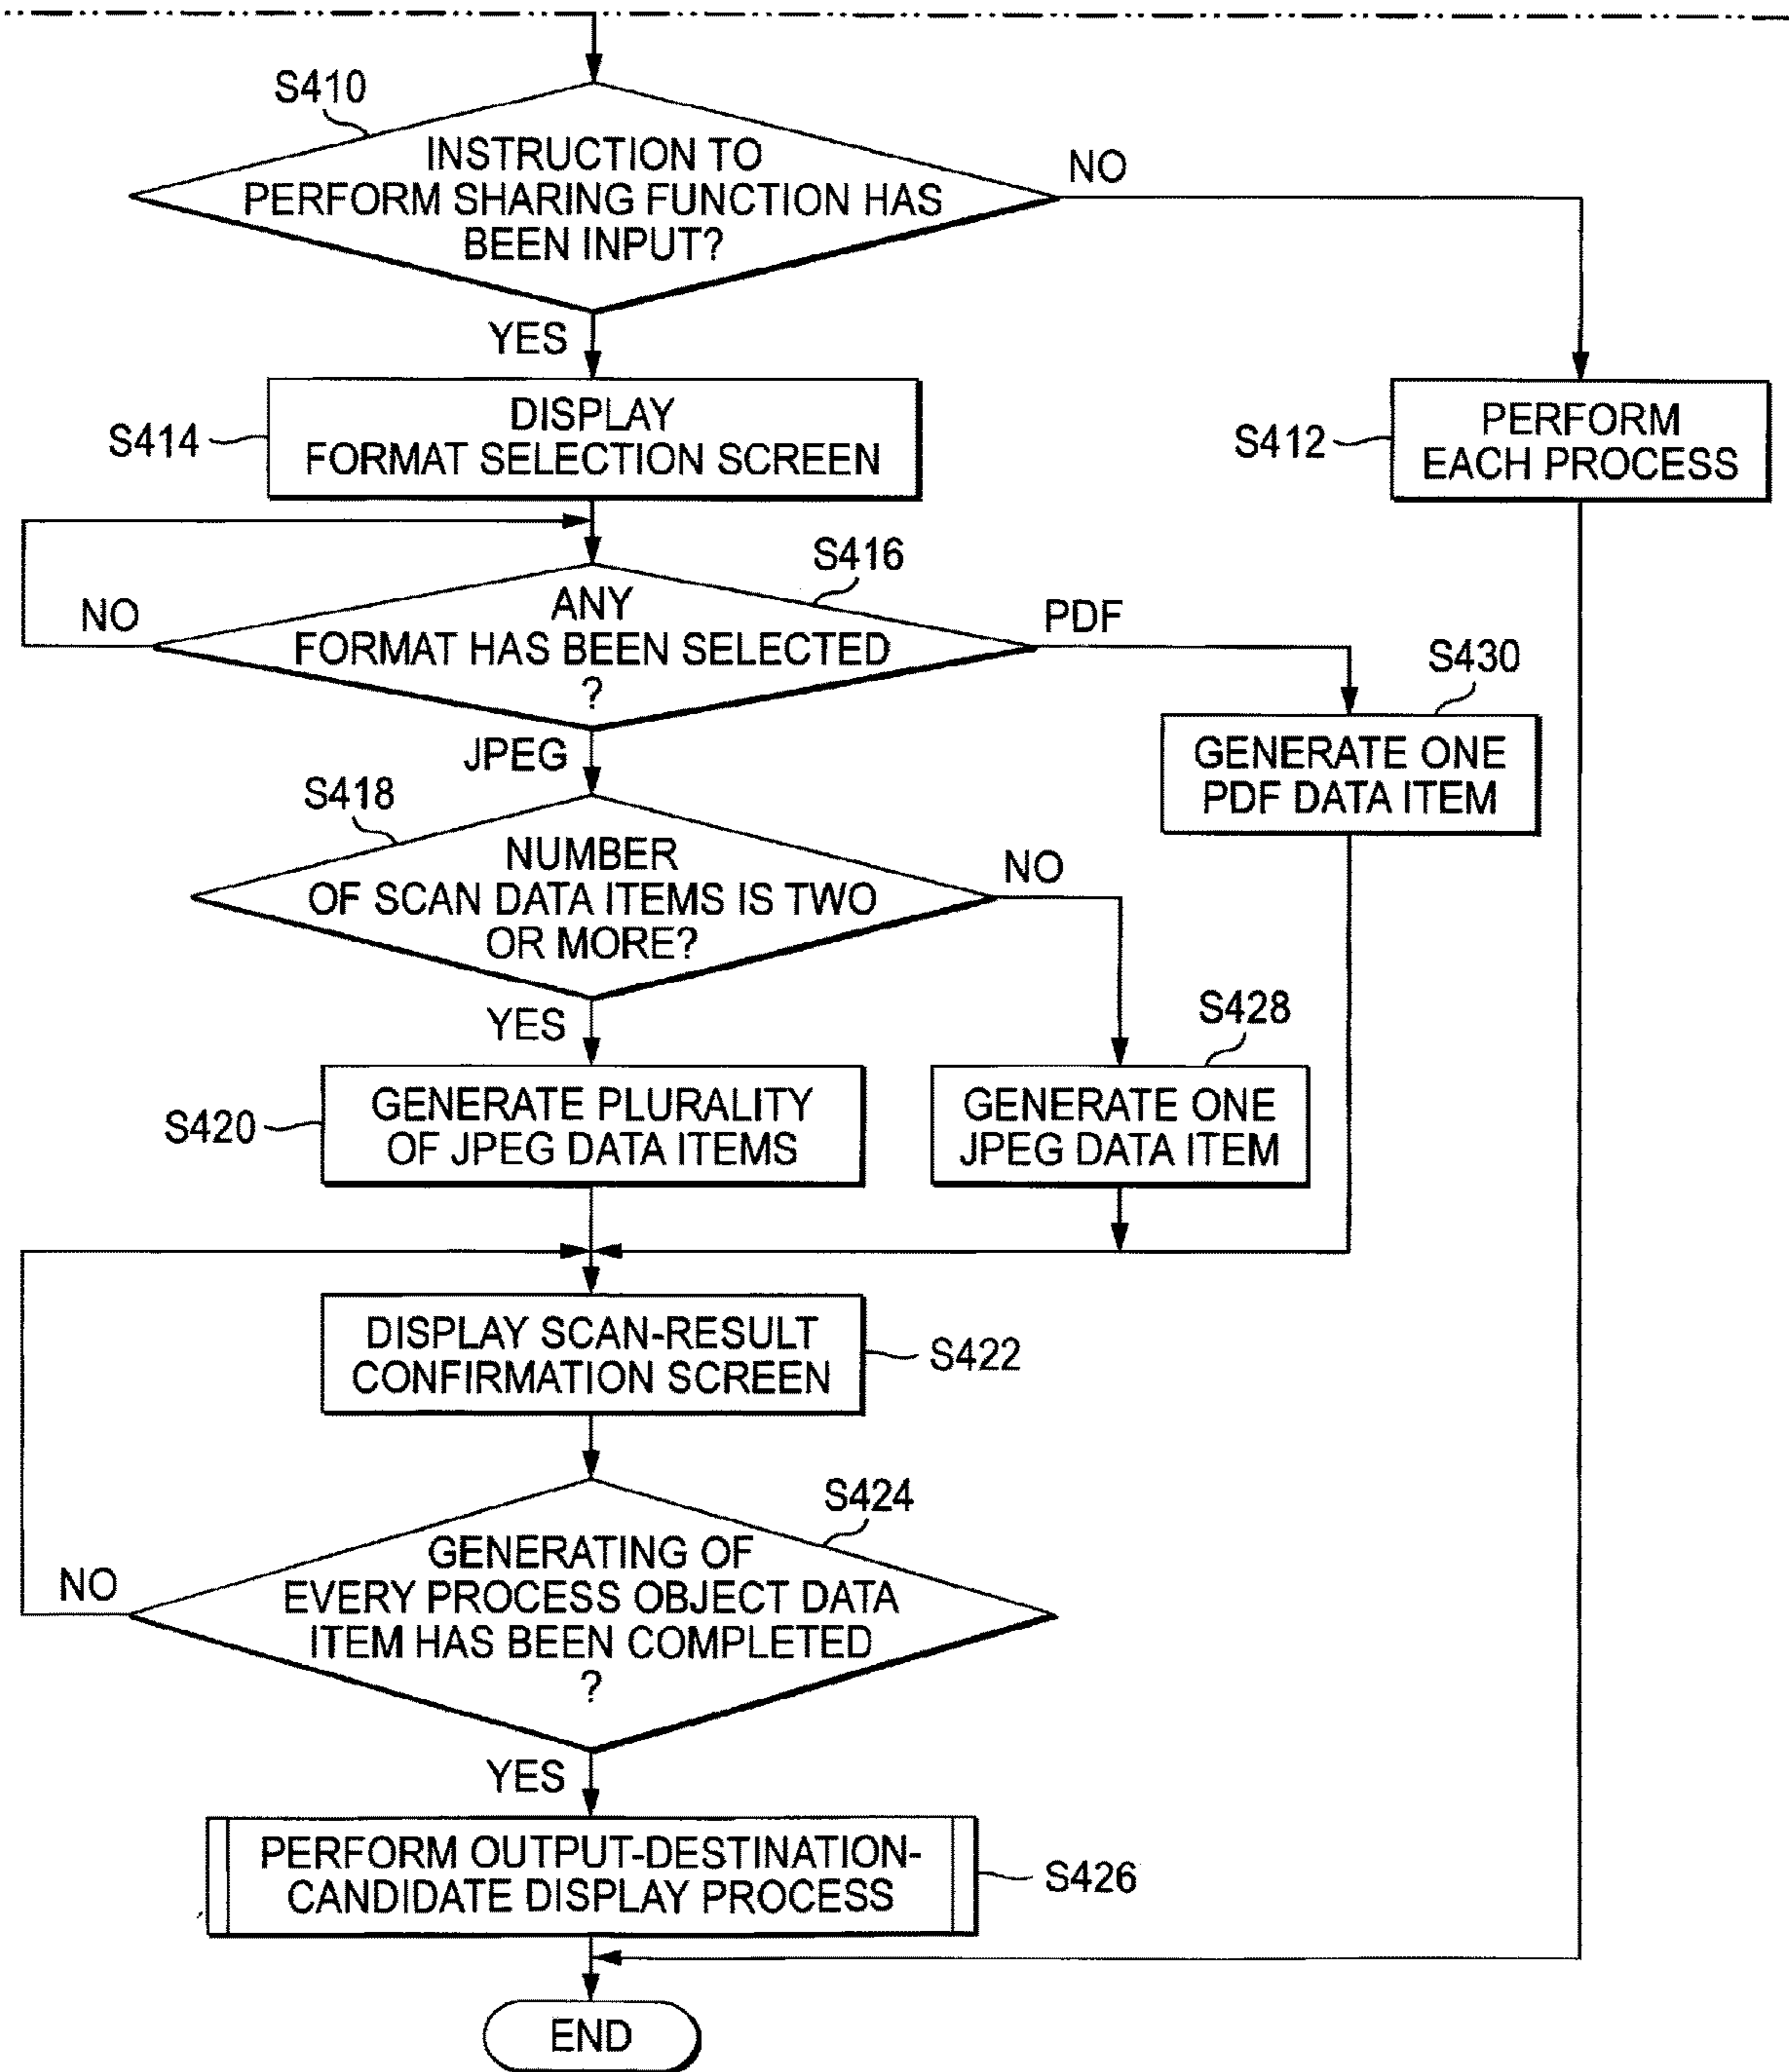 S410
INSTRUCTION TO
PERFORM SHARING FUNCTION HAS
BEEN INPUT?
NO
YES
S414
DISPLAY
FORMAT SELECTION SCREEN
S412
PERFORM
EACH PROCESS
S416
NO
ANY
FORMAT HAS BEEN SELECTED
?
PDF
JPEG
S430
GENERATE ONE
PDF DATA ITEM
S418
NUMBER
OF SCAN DATA ITEMS IS TWO
OR MORE?
NO
YES
S428
S420
GENERATE PLURALITY
OF JPEG DATA ITEMS
GENERATE ONE
JPEG DATA ITEM
DISPLAY SCAN-RESULT
CONFIRMATION SCREEN
S422
S424
NO
GENERATING OF
EVERY PROCESS OBJECT DATA
ITEM HAS BEEN COMPLETED
?
YES
PERFORM OUTPUT-DESTINATION-
CANDIDATE DISPLAY PROCESS
S426
END